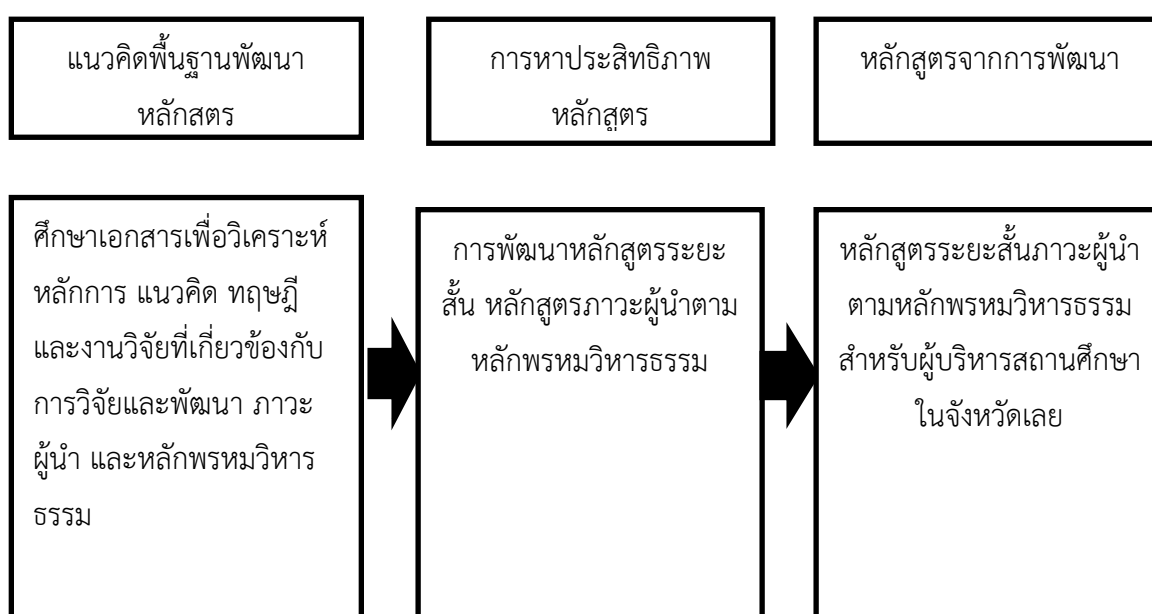 แนวคิดพื้นฐานพัฒนา
หลักสตร
การหาประสิทธิภาพ
หลักสูตร
หลักสูตรจากการพัฒนา
ศึกษาเอกสารเพื่อวิเคราะห์
หลักการ แนวคิด ทฤษฎี
และงานวิจัยที่เกี่ยวข้องกับ
การวิจัยและพัฒนา ภาวะ
ผู้นำ และหลักพรหมวิหาร
ธรรม
การพัฒนาหลักสูตรระยะ
สั้น หลักสูตรภาวะผู้นำตาม
หลักพรหมวิหารธรรม
หลักสูตรระยะสั้นภาวะผู้นำ
ตามหลักพรหมวิหารธรรม
สำหรับผู้บริหารสถานศึกษา
ในจังหวัดเลย